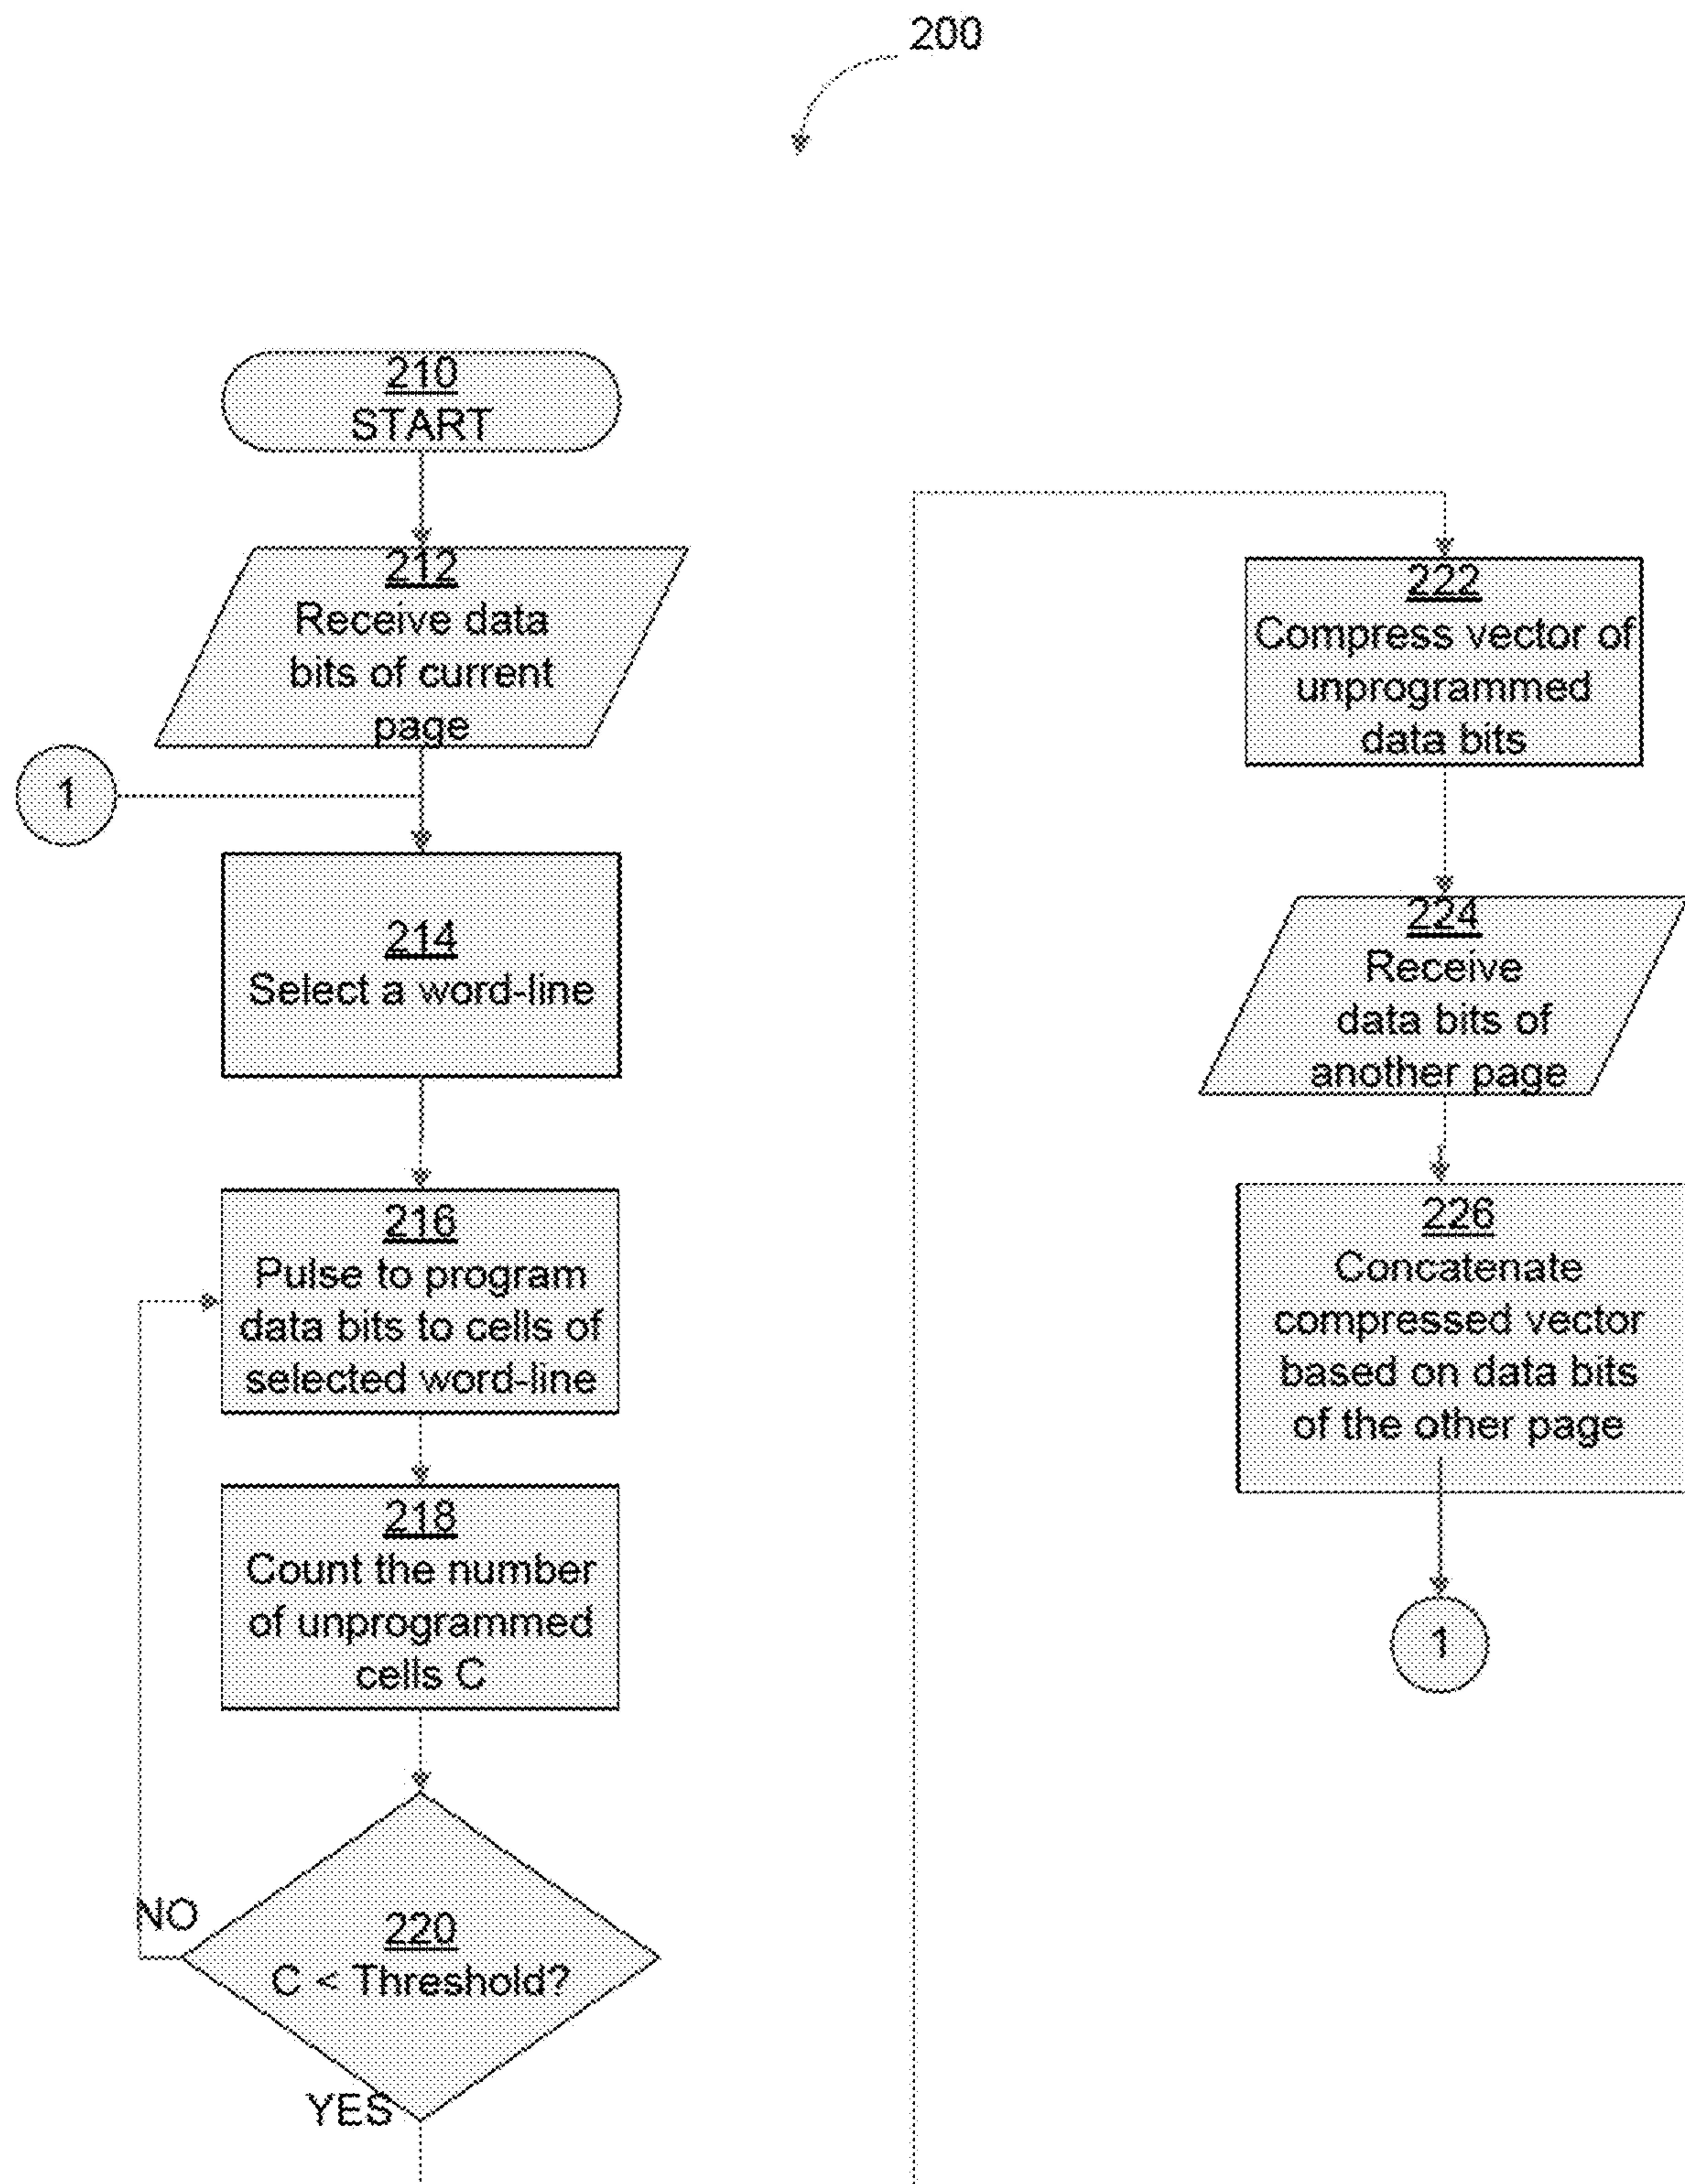 200
210
START
212
Receive data
bits of current
page
1
214
Select a word-line
216
Pulse to program
data bits to cells of
selected word-line
218
Count the number
of unprogrammed
cells C
NO
220
C < Threshold?
YES
222
Compress vector of
unprogrammed
data bits
224
Receive
data bits of
another page
226
Concatenate
compressed vector
based on data bits
of the other page
1